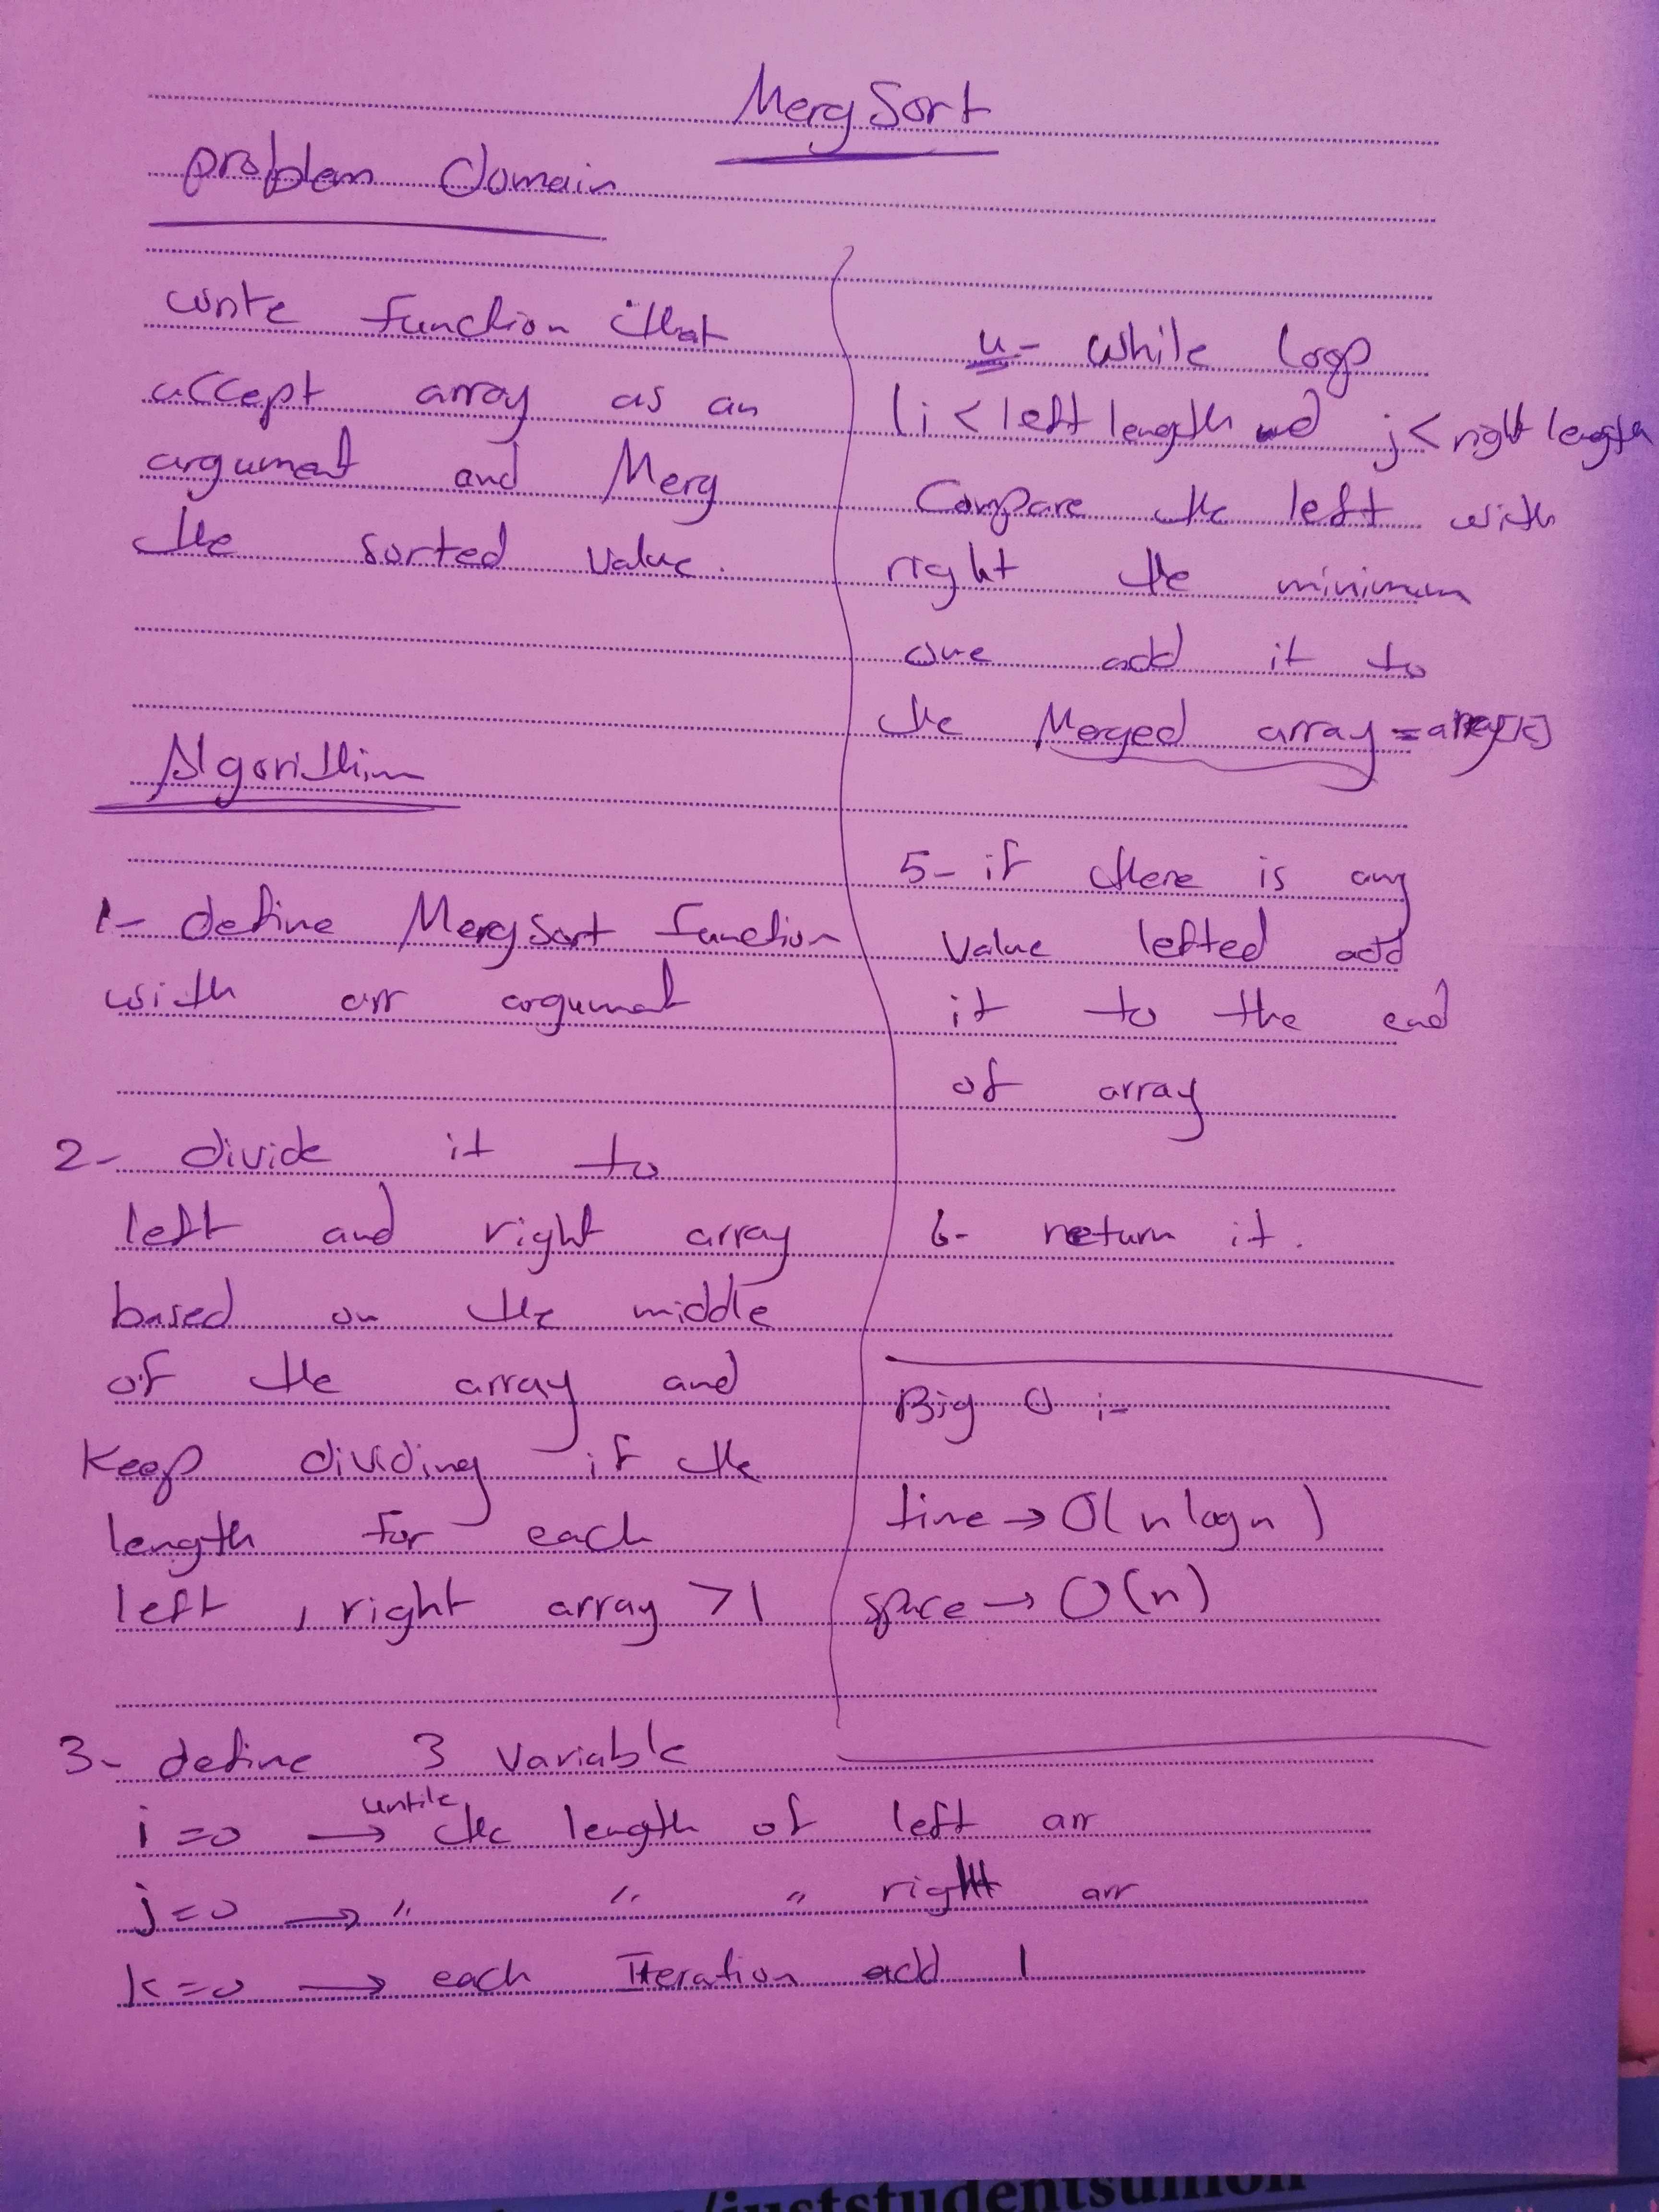 Merg Sort
problem domain
write function that
accept array as an
argument and Merg
the sorted value.
Algorithim
1- define MergSort function
with arr argument
2- divide it to
left and right array
based on the middle
of the array and
Keep dividing if the
length for each
left , right array >1
3- define 3 variable
i=0 → untile the length of left arr
j=0 → " " " right arr
k=0 → each Iteration add 1
4- while loop
(i < left length and j < right length
Compare the left with
right the minimum
one add it to
the Merged array = array[k]
5- if there is any
value lefted add
it to the end
of array
6- return it.
Big O :-
time → O(n log n)
space → O(n)
/juststudentsunion